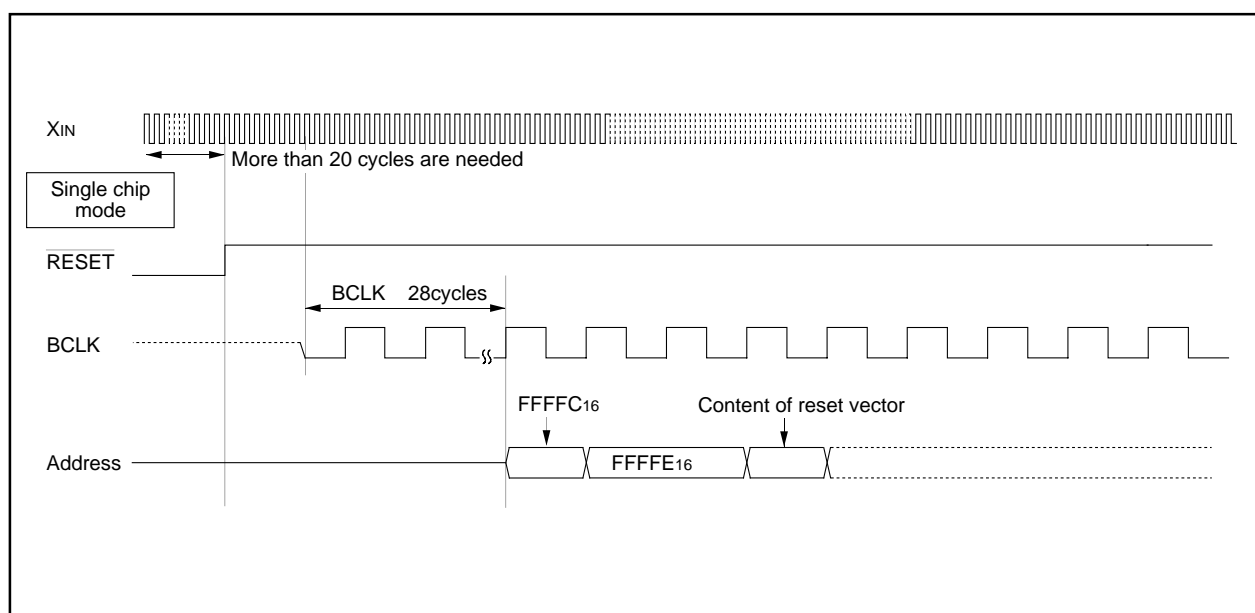 XIN
More than 20 cycles are needed
Single chip
mode
RESET
BCLK 28cycles
BCLK
FFFFC16
Content of reset vector
Address
FFFFE16